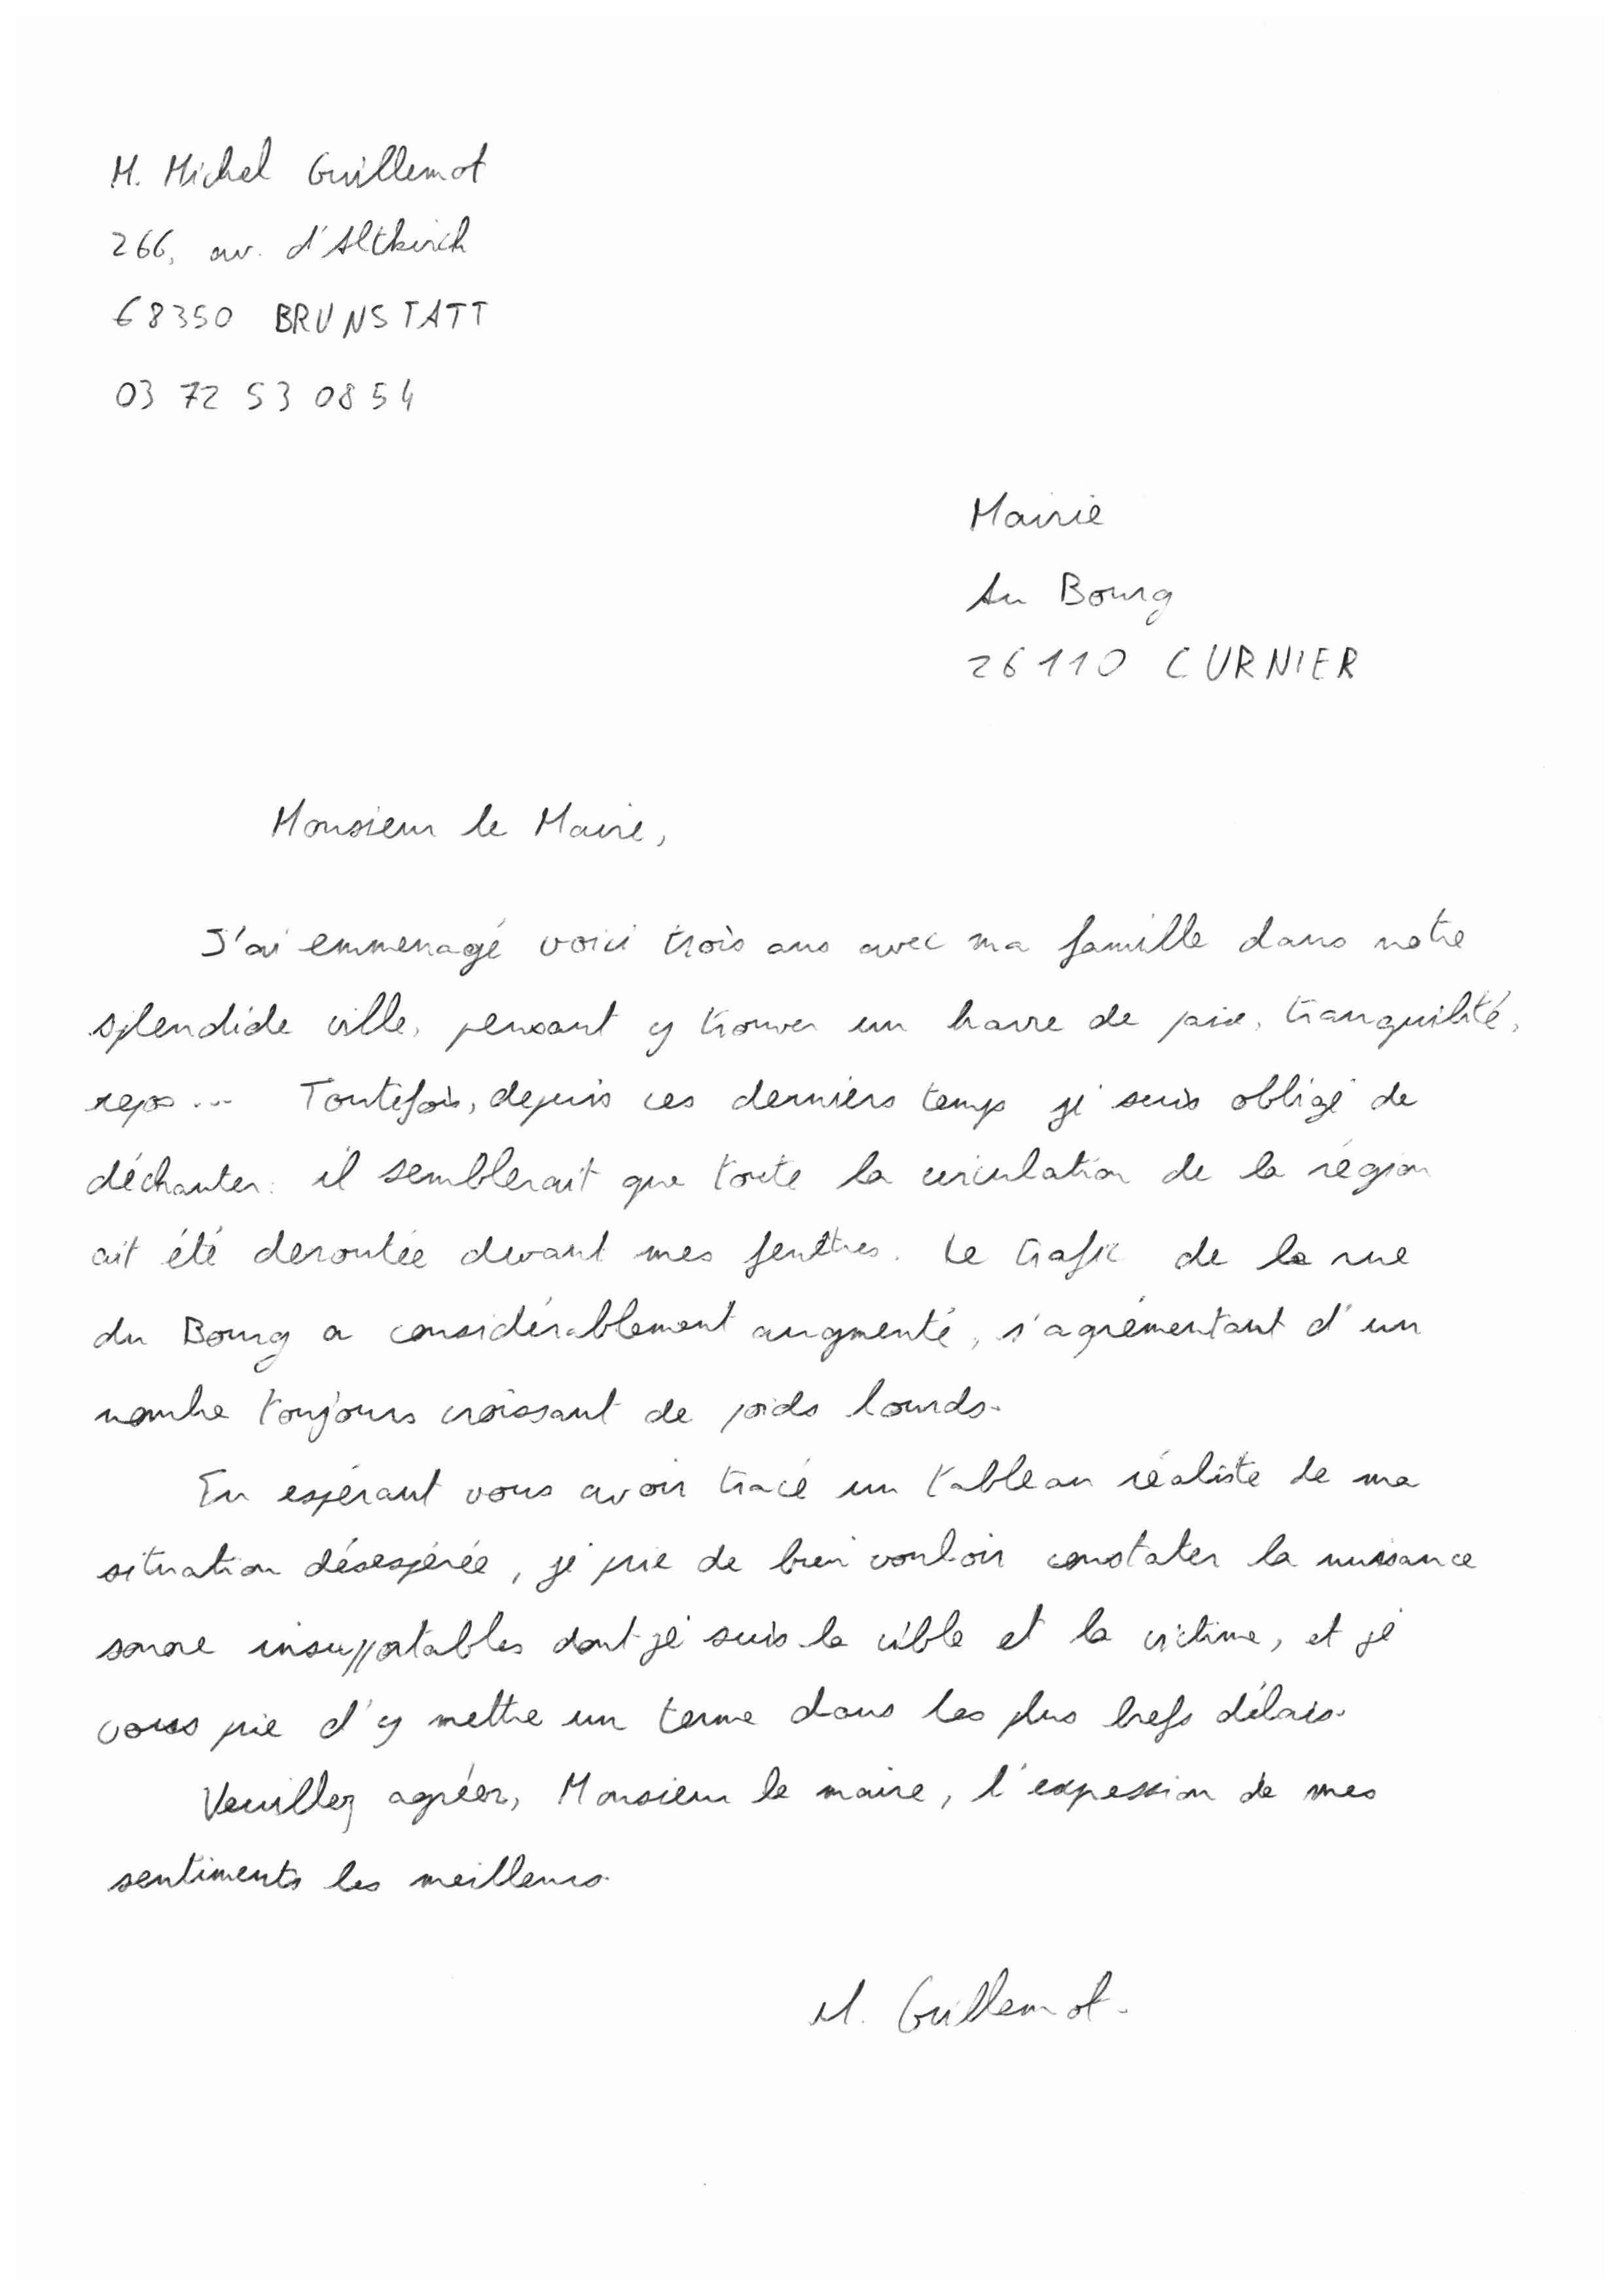 M. Michel Guillemot
266, av. d'Altkirch
68350 BRUNSTATT
03 72 53 08 54
Mairie
Au Bourg
26110 CURNIER
Monsieur le Maire,
J'ai emmenagé voici trois ans avec ma famille dans notre
splendide ville, pensant y trouver un havre de paix, tranquilité,
repos... Toutefois, depuis ces derniers temps je suis obligé de
déchanter: il semblerait que toute la circulation de la région
ait été deroutée devant mes fenêtres. Le trafic de la rue
du Bourg a considérablement augmenté, s'agrémentant d'un
nombre toujours croissant de poids lourds.
En espérant vous avoir tracé un tableau réaliste de ma
situation désespérée, je prie de bien vouloir constater la nuisance
sonore insupportables dont je suis la cible et la victime, et je
vous prie d'y mettre un terme dans les plus brefs délais.
Veuillez agréer, Monsieur le maire, l'expession de mes
sentiments les meilleurs.
M. Guillemot.